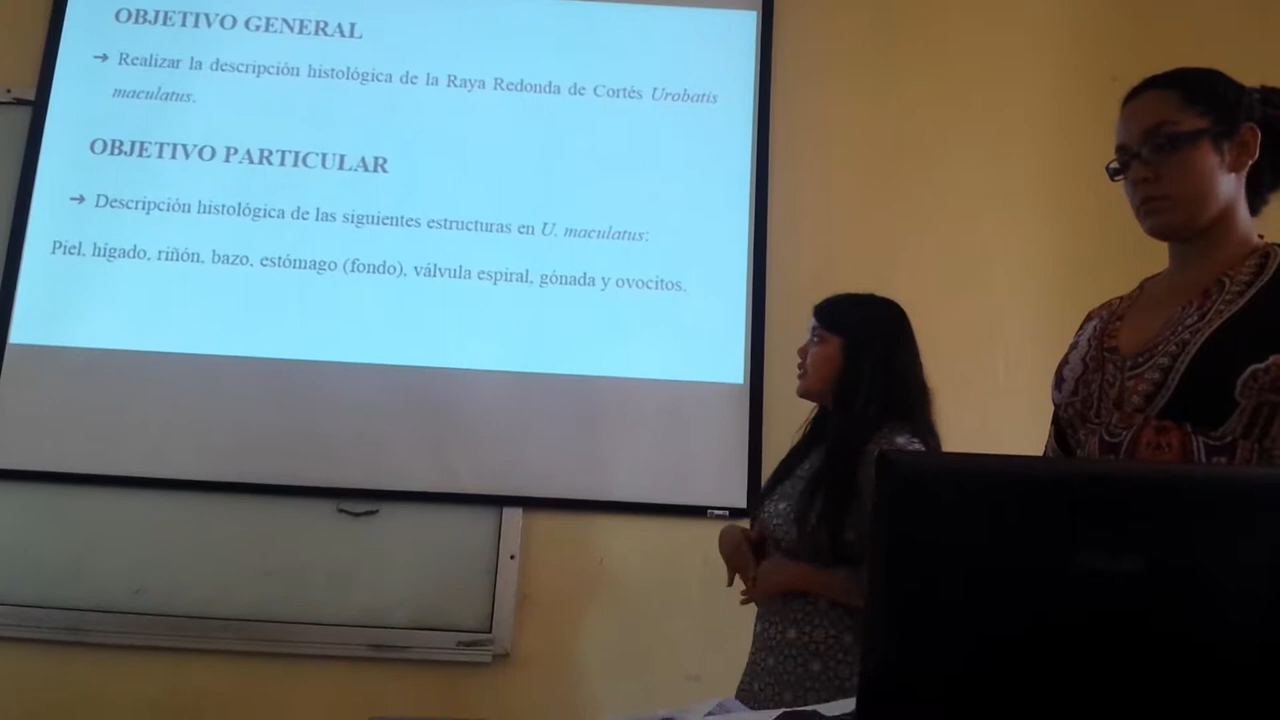 OBJETIVO GENERAL
→ Realizar la descripción histológica de la Raya Redonda de Cortés Urobatis
maculatus.
OBJETIVO PARTICULAR
→ Descripción histológica de las siguientes estructuras en U. maculatus:
Piel, hígado, riñón, bazo, estómago (fondo), válvula espiral, gónada y ovocitos.